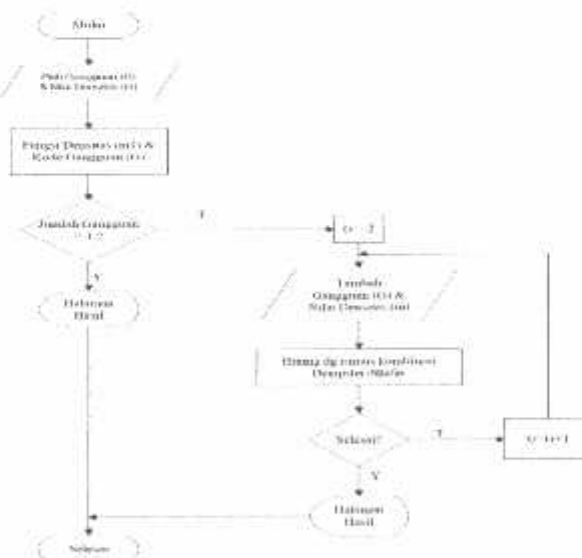 Mulai
Pilih Gangguan (G)
& Nilai Densitas (m)
Fungsi Densitas (m1) &
Kode Gangguan (G)
Jumlah Gangguan
= 1 ?
T
Y
Halaman
Hasil
Tambah
Gangguan (G) &
Nilai Densitas (m)
Hitung dg rumus kombinasi
Dempster-Shafer
Selesai?
T
Y
Halaman
Hasil
Selesai